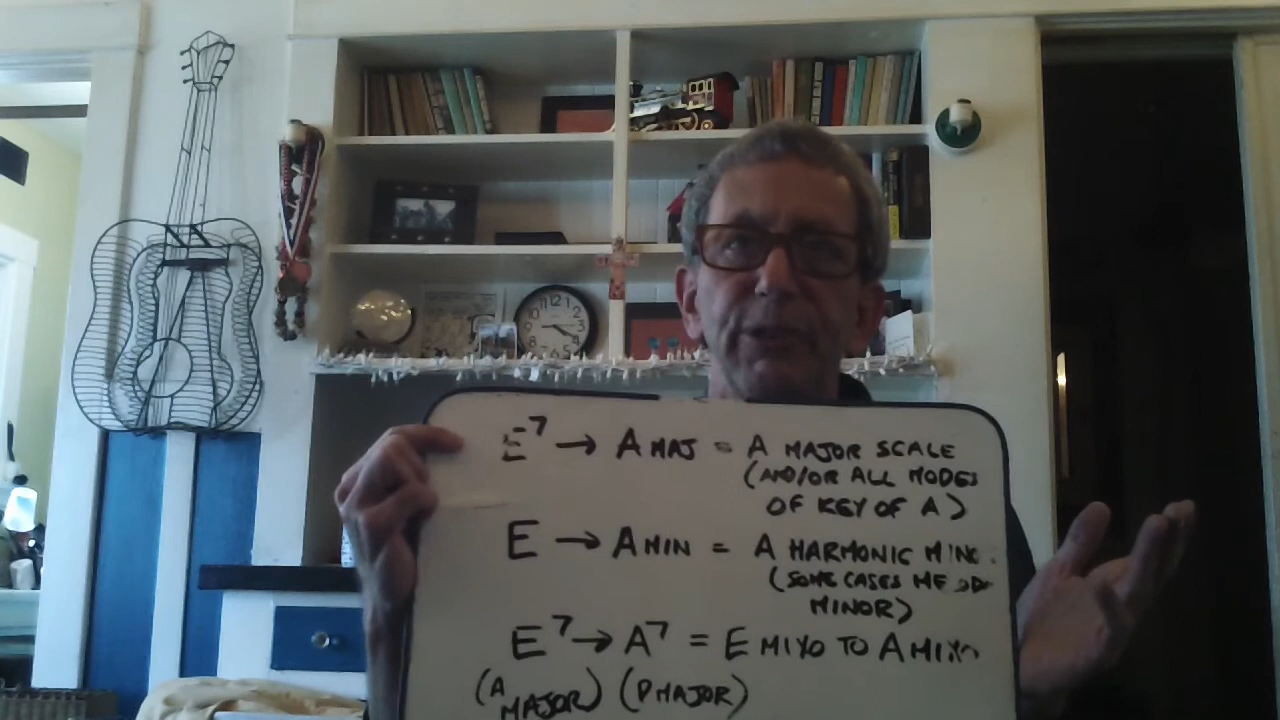 E7 → A MAJ = A MAJOR SCALE
(AND/OR ALL MODES
OF KEY OF A)
E → A MIN = A HARMONIC
(SOME CASES
MINOR)
E7 → A7 = E MIXO TO A MIXO
(A MAJOR) (D MAJOR)